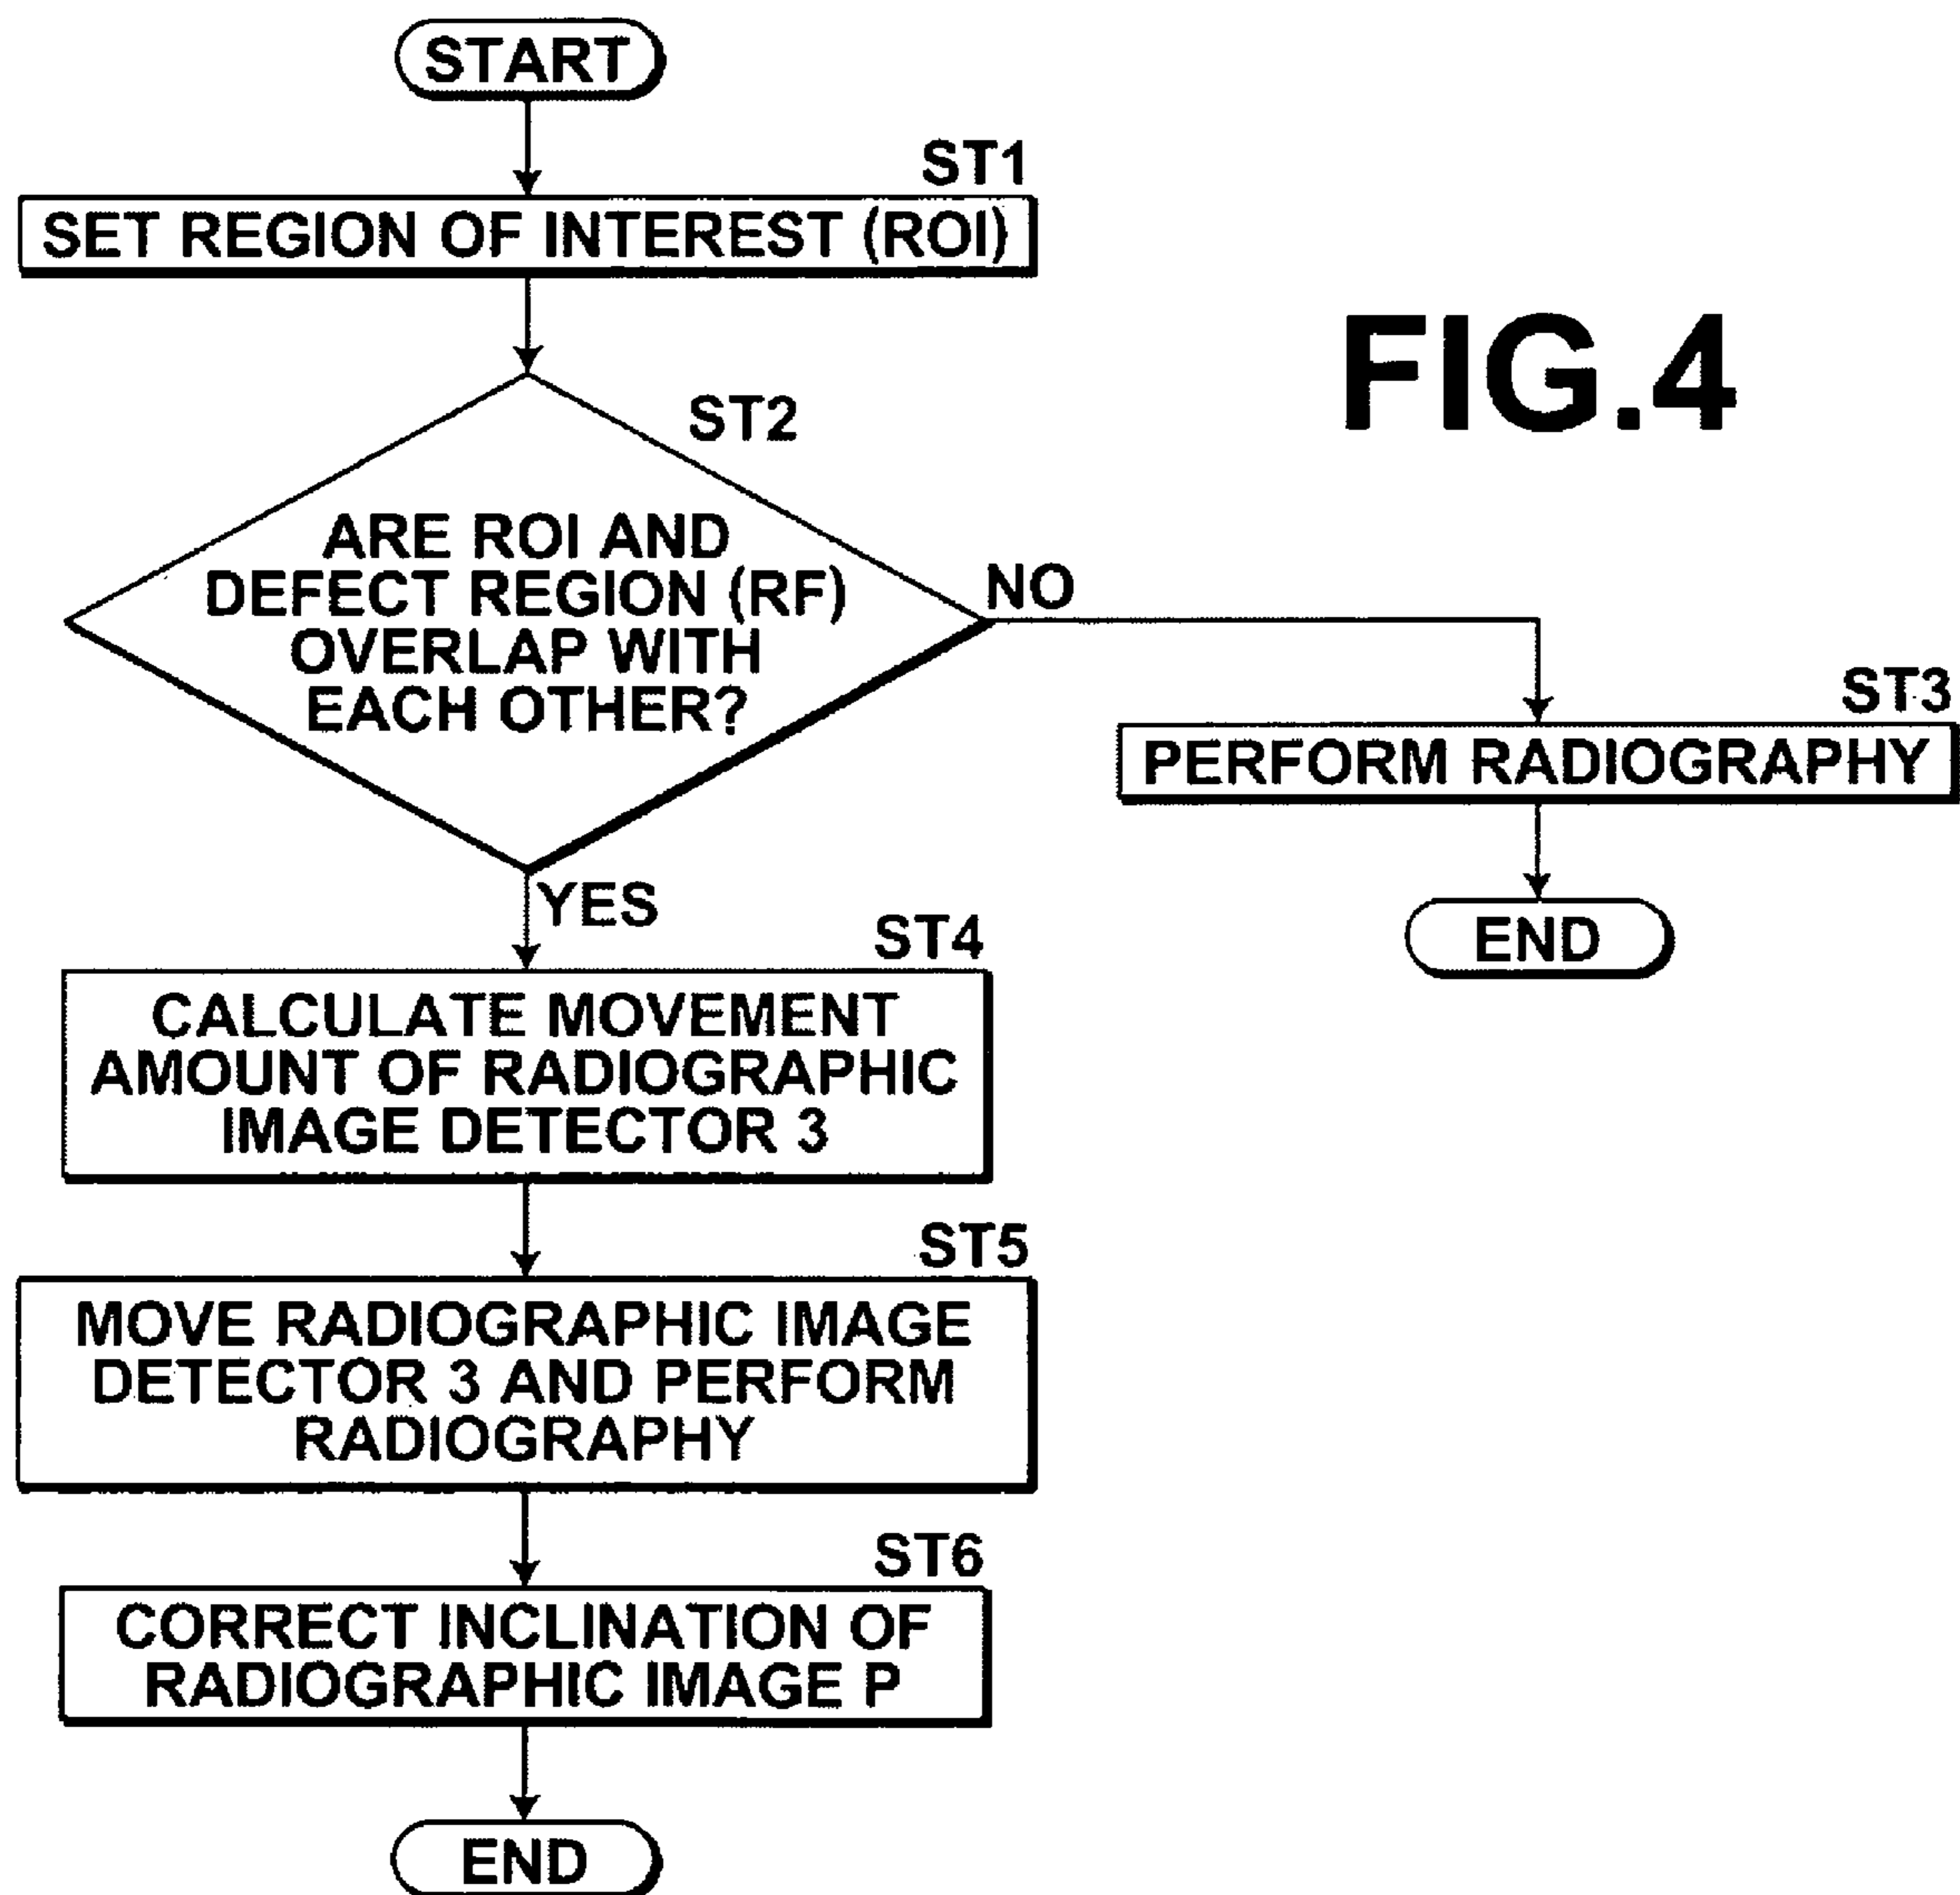 START
ST1
SET REGION OF INTEREST (ROI)
FIG.4
ST2
ARE ROI AND
DEFECT REGION (RF)
OVERLAP WITH
EACH OTHER?
NO
ST3
PERFORM RADIOGRAPHY
END
YES
ST4
CALCULATE MOVEMENT
AMOUNT OF RADIOGRAPHIC
IMAGE DETECTOR 3
ST5
MOVE RADIOGRAPHIC IMAGE
DETECTOR 3 AND PERFORM
RADIOGRAPHY
ST6
CORRECT INCLINATION OF
RADIOGRAPHIC IMAGE P
END